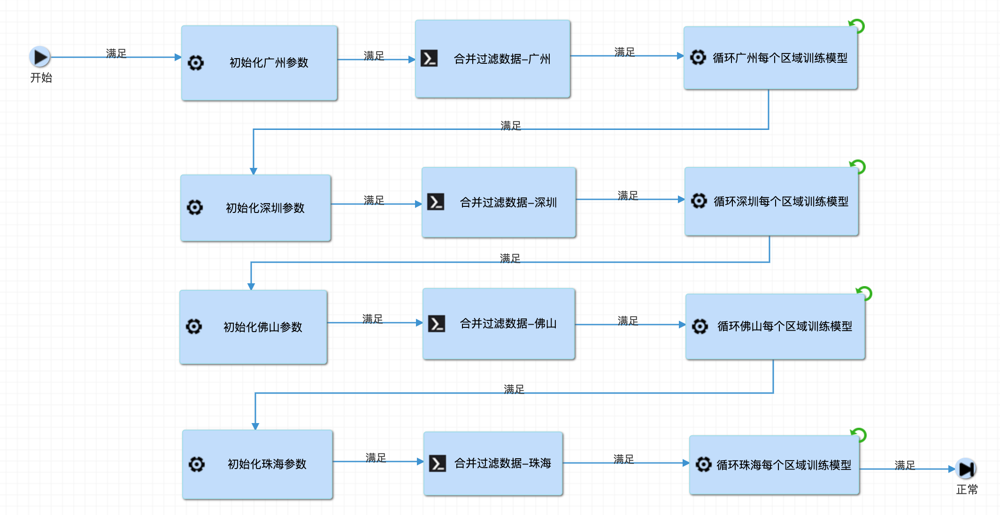 满足
初始化广州参数
满足
合并过滤数据-广州
满足
循环广州每个区域训练模型
开始
满足
初始化深圳参数
满足
合并过滤数据-深圳
满足
循环深圳每个区域训练模型
满足
初始化佛山参数
满足
合并过滤数据-佛山
满足
循环佛山每个区域训练模型
满足
初始化珠海参数
满足
合并过滤数据-珠海
满足
循环珠海每个区域训练模型
满足
正常